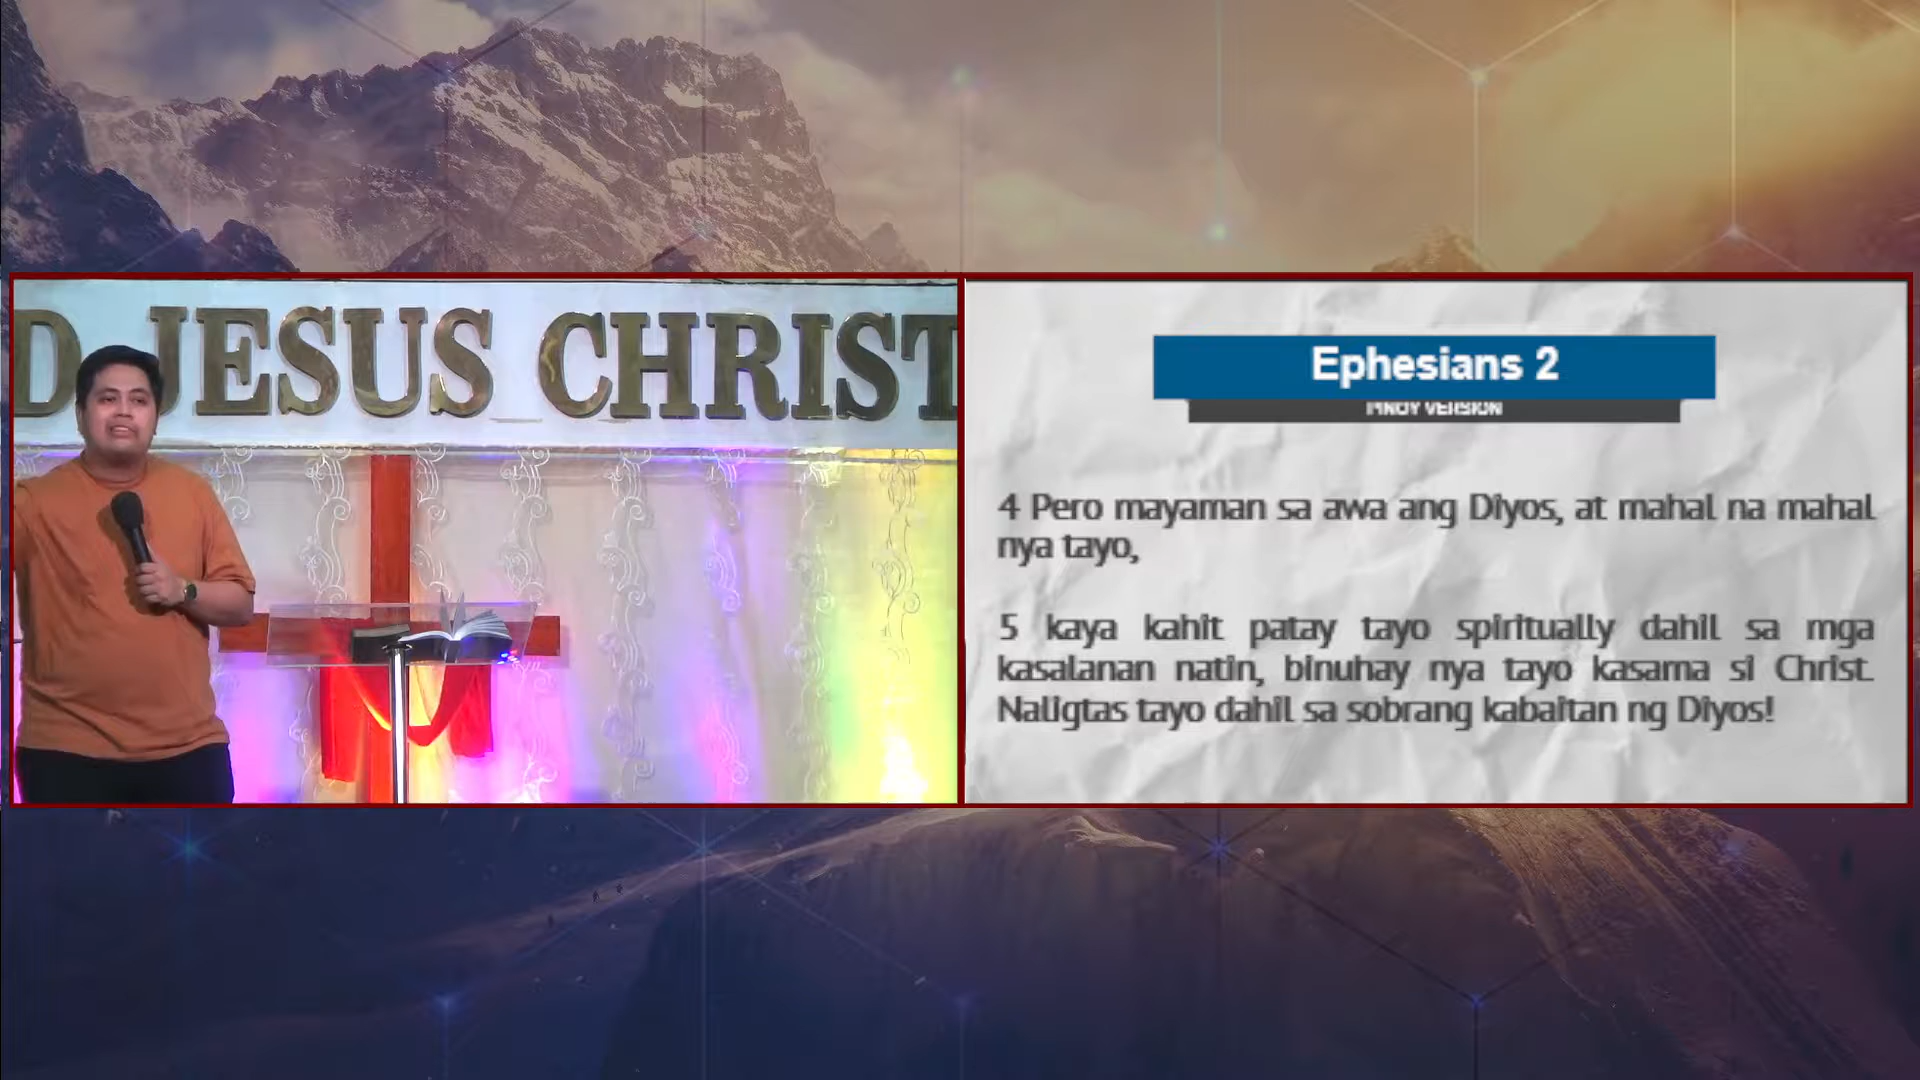 D JESUS CHRIST
Ephesians 2
PINOY VERSION
4 Pero mayaman sa awa ang Diyos, at mahal na mahal
nya tayo,
5 kaya kahit patay tayo spiritually dahil sa mga
kasalanan natin, binuhay nya tayo kasama si Christ.
Naligtas tayo dahil sa sobrang kabaitan ng Diyos!